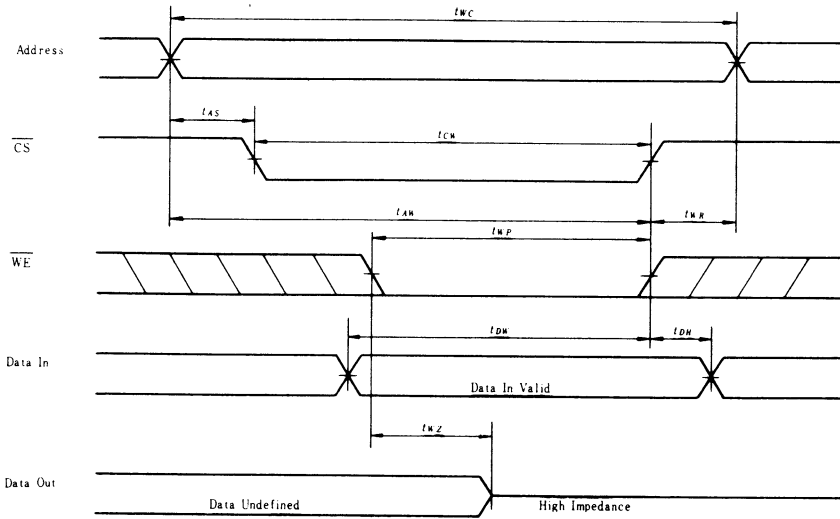 tWC
Address
tAS
CS
tCW
tAW
tWR
tWP
WE
tDW
tDH
Data In
Data In Valid
tWZ
Data Out
Data Undefined
High Impedance